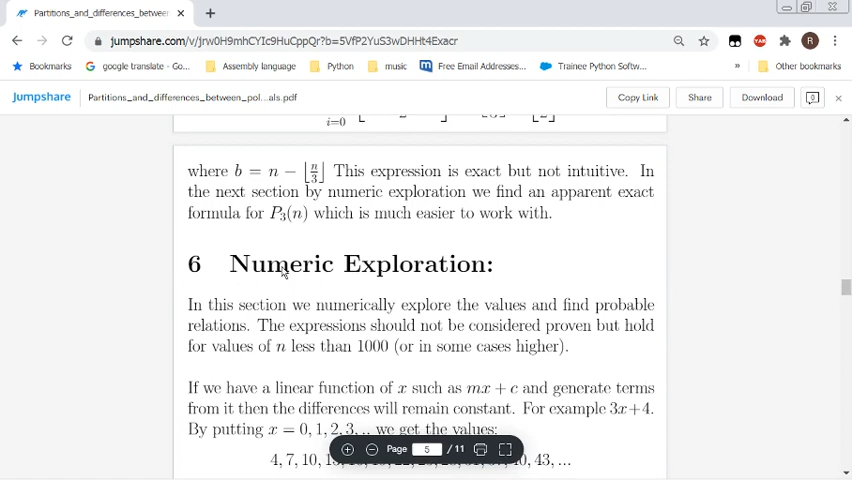 Partitions_and_differences_betwee
jumpshare.com/v/jrw0H9mhCYIc9HuCppQr?b=5VfP2YuS3wDHHt4Exacr
YAB
R
Bookmarks google translate - Go... Assembly language Python music Free Email Addresses... Trainee Python Softw... » Other bookmarks
Jumpshare Partitions_and_differences_between_pol...als.pdf Copy Link Share Download 0
i=0
where b = n − ⌊n/3⌋ This expression is exact but not intuitive. In
the next section by numeric exploration we find an apparent exact
formula for P₃(n) which is much easier to work with.
6 Numeric Exploration:
In this section we numerically explore the values and find probable
relations. The expressions should not be considered proven but hold
for values of n less than 1000 (or in some cases higher).
If we have a linear function of x such as mx + c and generate terms
from it then the differences will remain constant. For example 3x+4.
By putting x = 0, 1, 2, 3, .. we get the values:
Page 5 / 11
4, 7, 10, 43, ...